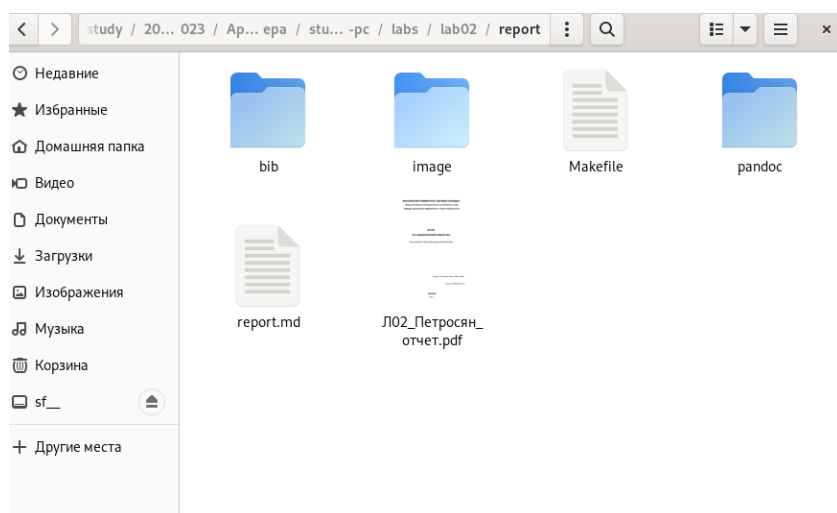 study / 20... 023 / Ap... epa / stu... -pc / labs / lab02 / report
Недавние
Избранные
Домашняя папка
Видео
Документы
Загрузки
Изображения
Музыка
Корзина
sf__
Другие места
bib
image
Makefile
pandoc
report.md
Л02_Петросян_
отчет.pdf